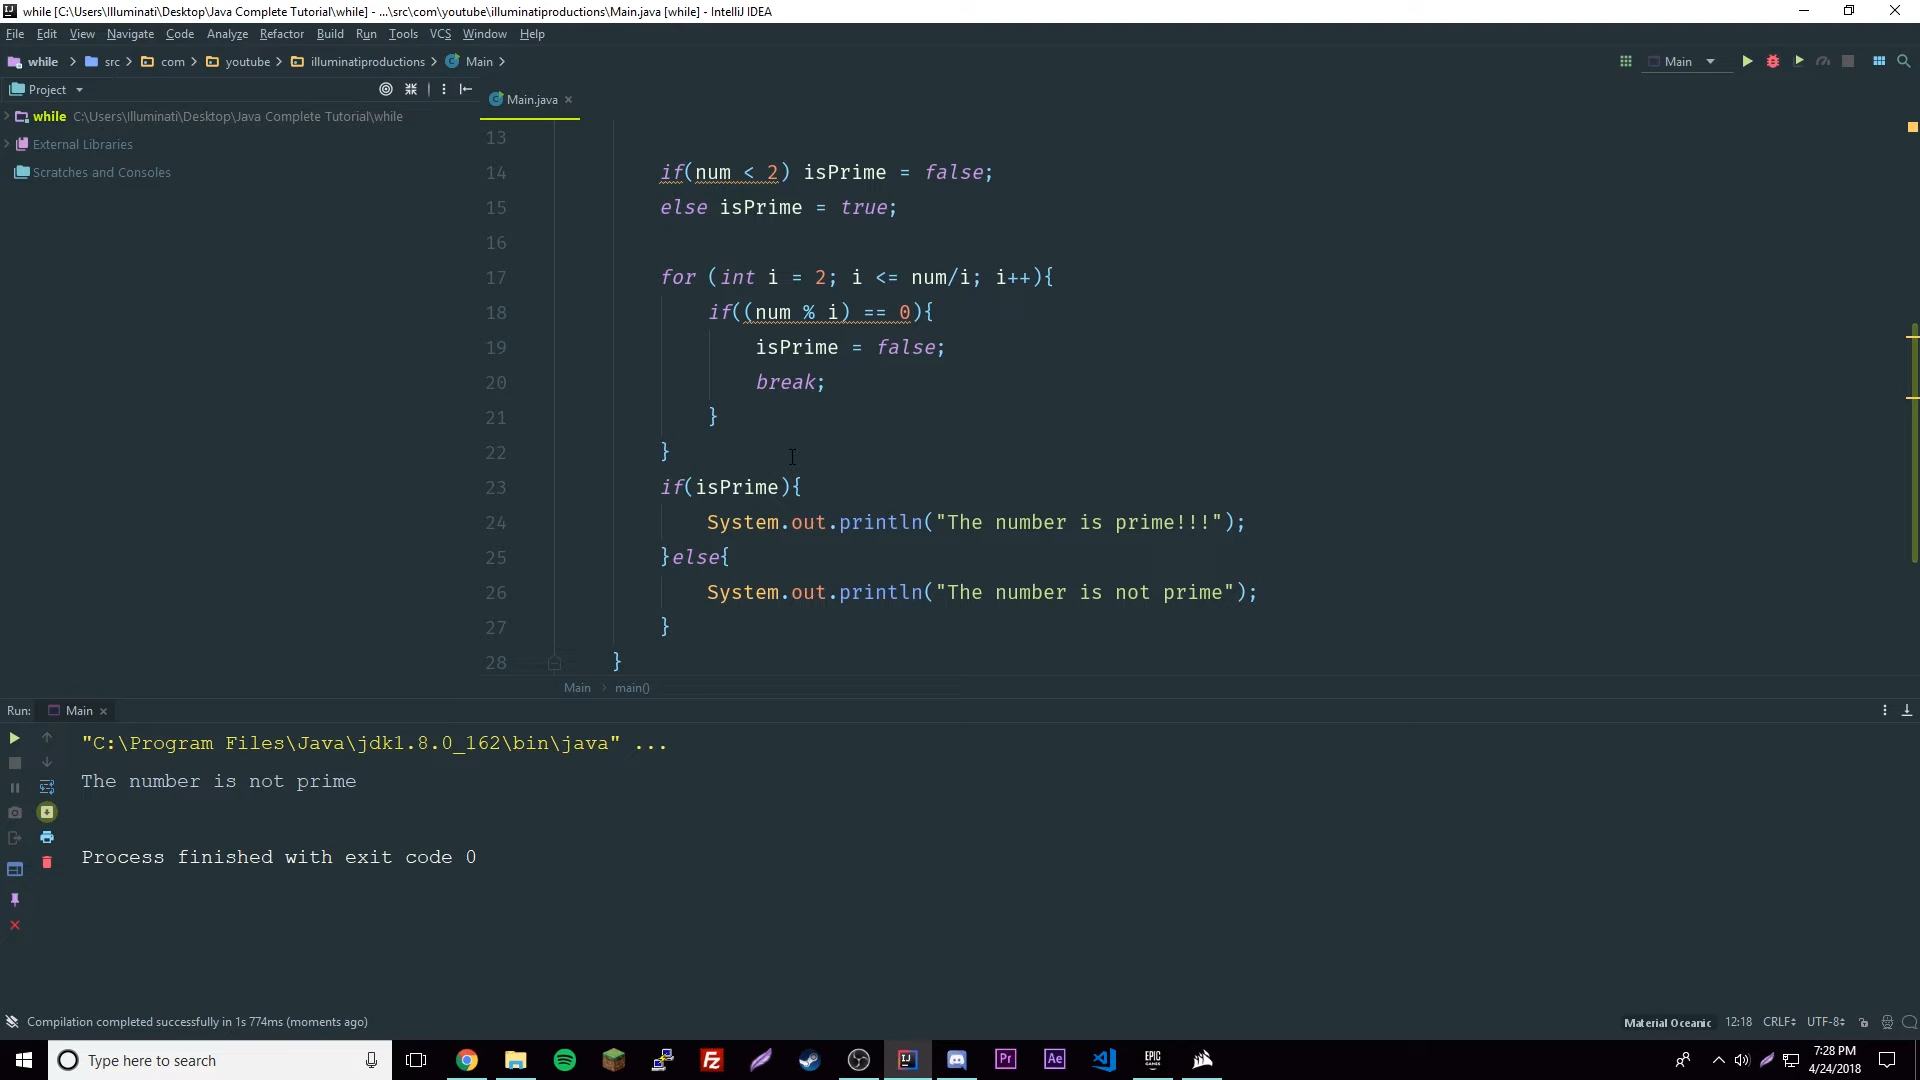 while [C:\Users\Illuminati\Desktop\Java Complete Tutorial\while] - ...\src\com\youtube\illuminatiproductions\Main.java [while] - IntelliJ IDEA
File Edit View Navigate Code Analyze Refactor Build Run Tools VCS Window Help
while src com youtube illuminatiproductions Main
Main
Project
Main.java
while C:\Users\Illuminati\Desktop\Java Complete Tutorial\while
External Libraries
Scratches and Consoles
13
14 if(num < 2) isPrime = false;
15 else isPrime = true;
16
17 for (int i = 2; i <= num/i; i++){
18 if((num % i) == 0){
19 isPrime = false;
20 break;
21 }
22 }
23 if(isPrime){
24 System.out.println("The number is prime!!!");
25 }else{
26 System.out.println("The number is not prime");
27 }
28 }
Main > main()
Run: Main
"C:\Program Files\Java\jdk1.8.0_162\bin\java" ...
The number is not prime
Process finished with exit code 0
Compilation completed successfully in 1s 774ms (moments ago)
Material Oceanic 12:18 CRLF UTF-8
Type here to search
7:28 PM
4/24/2018